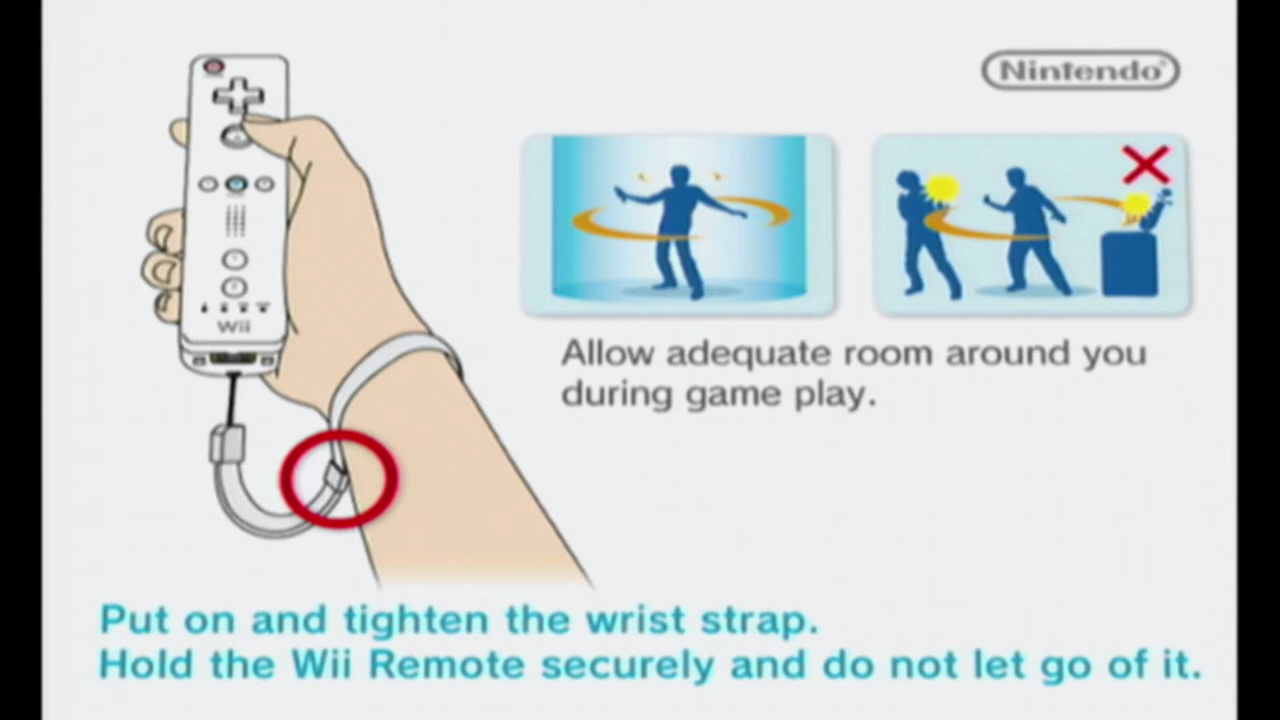 Nintendo
Wii
Allow adequate room around you
during game play.
Put on and tighten the wrist strap.
Hold the Wii Remote securely and do not let go of it.